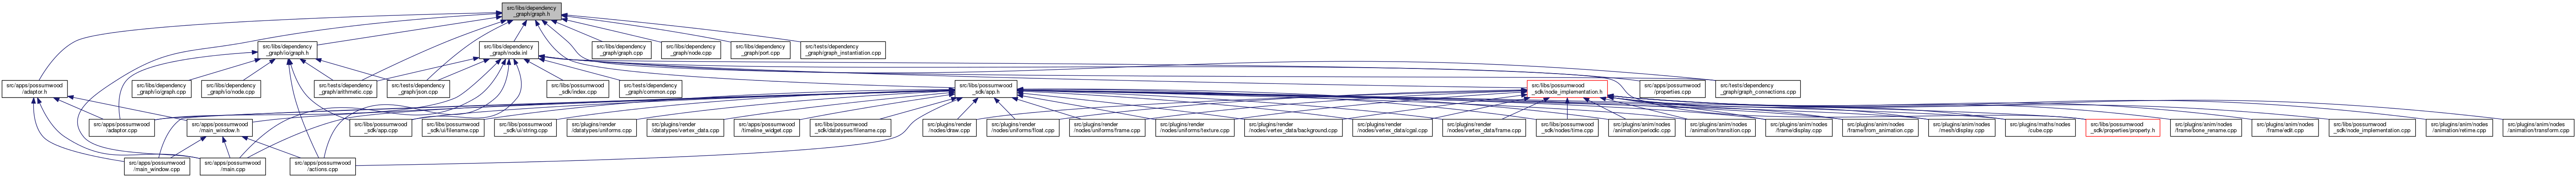 src/libs/dependency
_graph/graph.h
src/libs/dependency
_graph/io/graph.h
src/libs/dependency
_graph/node.inl
src/libs/dependency
_graph/graph.cpp
src/libs/dependency
_graph/node.cpp
src/libs/dependency
_graph/port.cpp
src/tests/dependency
_graph/graph_instantiation.cpp
src/apps/possumwood
/adaptor.h
src/libs/dependency
_graph/io/graph.cpp
src/libs/dependency
_graph/io/node.cpp
src/tests/dependency
_graph/arithmetic.cpp
src/tests/dependency
_graph/json.cpp
src/libs/possumwood
_sdk/index.cpp
src/tests/dependency
_graph/common.cpp
src/libs/possumwood
_sdk/app.h
src/libs/possumwood
_sdk/node_implementation.h
src/apps/possumwood
/properties.cpp
src/tests/dependency
_graph/graph_connections.cpp
src/apps/possumwood
/adaptor.cpp
src/apps/possumwood
/main_window.h
src/libs/possumwood
_sdk/app.cpp
src/libs/possumwood
_sdk/ui/filename.cpp
src/libs/possumwood
_sdk/ui/string.cpp
src/plugins/render
/datatypes/uniforms.cpp
src/plugins/render
/datatypes/vertex_data.cpp
src/apps/possumwood
/timeline_widget.cpp
src/libs/possumwood
_sdk/datatypes/filename.cpp
src/plugins/render
/nodes/draw.cpp
src/plugins/render
/nodes/uniforms/float.cpp
src/plugins/render
/nodes/uniforms/frame.cpp
src/plugins/render
/nodes/uniforms/texture.cpp
src/plugins/render
/nodes/vertex_data/background.cpp
src/plugins/render
/nodes/vertex_data/cgal.cpp
src/plugins/render
/nodes/vertex_data/frame.cpp
src/libs/possumwood
_sdk/nodes/time.cpp
src/plugins/anim/nodes
/animation/periodic.cpp
src/plugins/anim/nodes
/animation/transition.cpp
src/plugins/anim/nodes
/frame/display.cpp
src/plugins/anim/nodes
/frame/from_animation.cpp
src/plugins/anim/nodes
/mesh/display.cpp
src/plugins/maths/nodes
/cube.cpp
src/libs/possumwood
_sdk/properties/property.h
src/plugins/anim/nodes
/frame/bone_rename.cpp
src/plugins/anim/nodes
/frame/edit.cpp
src/libs/possumwood
_sdk/node_implementation.cpp
src/plugins/anim/nodes
/animation/retime.cpp
src/plugins/anim/nodes
/animation/transform.cpp
src/apps/possumwood
/main_window.cpp
src/apps/possumwood
/main.cpp
src/apps/possumwood
/actions.cpp